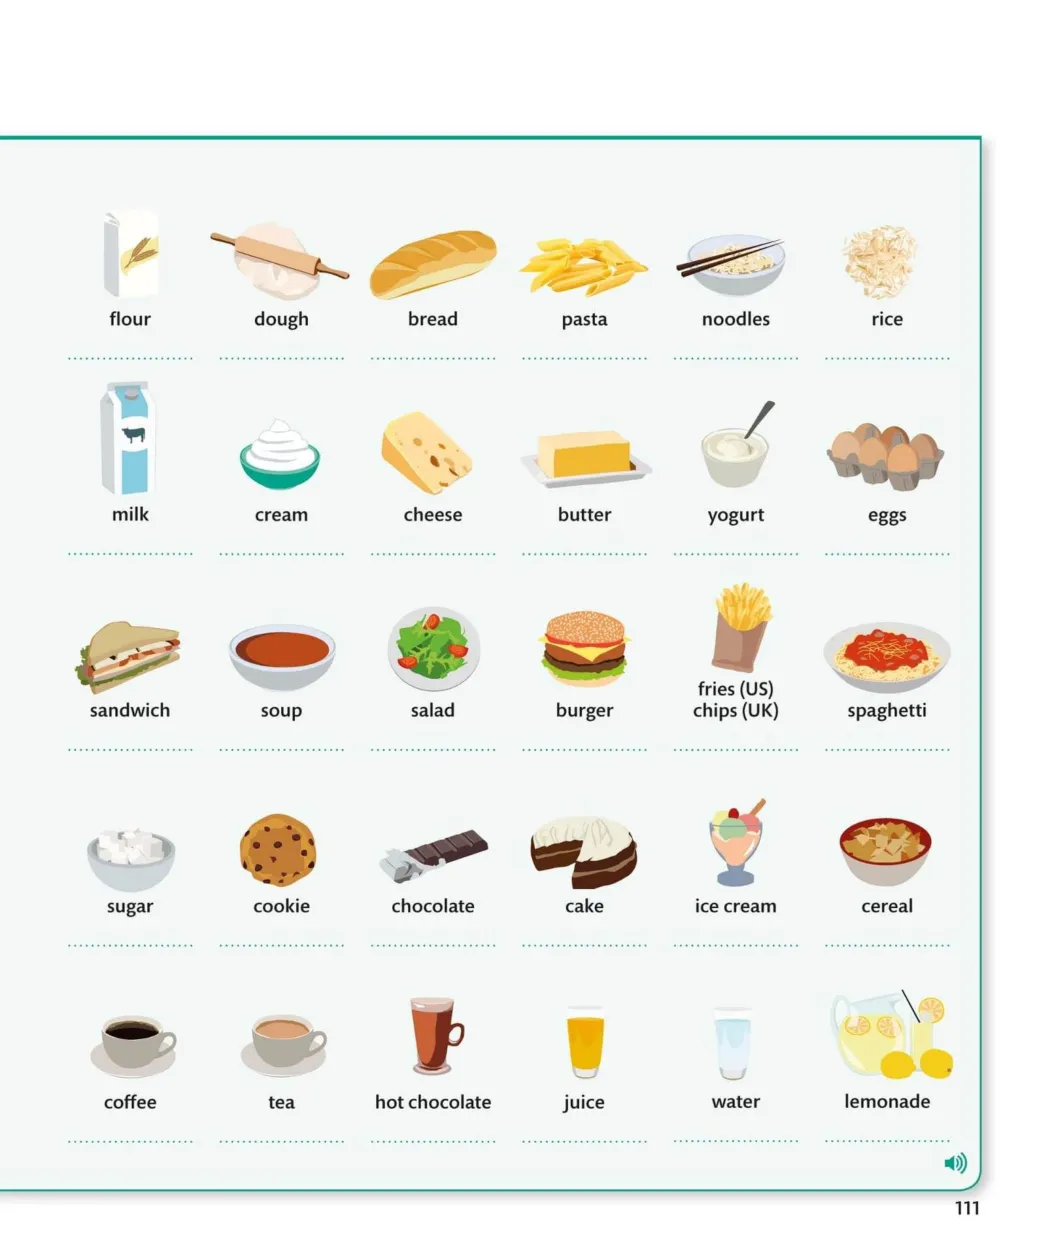 flour
dough
bread
pasta
noodles
rice
milk
cream
cheese
butter
yogurt
eggs
sandwich
soup
salad
burger
fries (US)
chips (UK)
spaghetti
sugar
cookie
chocolate
cake
ice cream
cereal
coffee
tea
hot chocolate
juice
water
lemonade
111